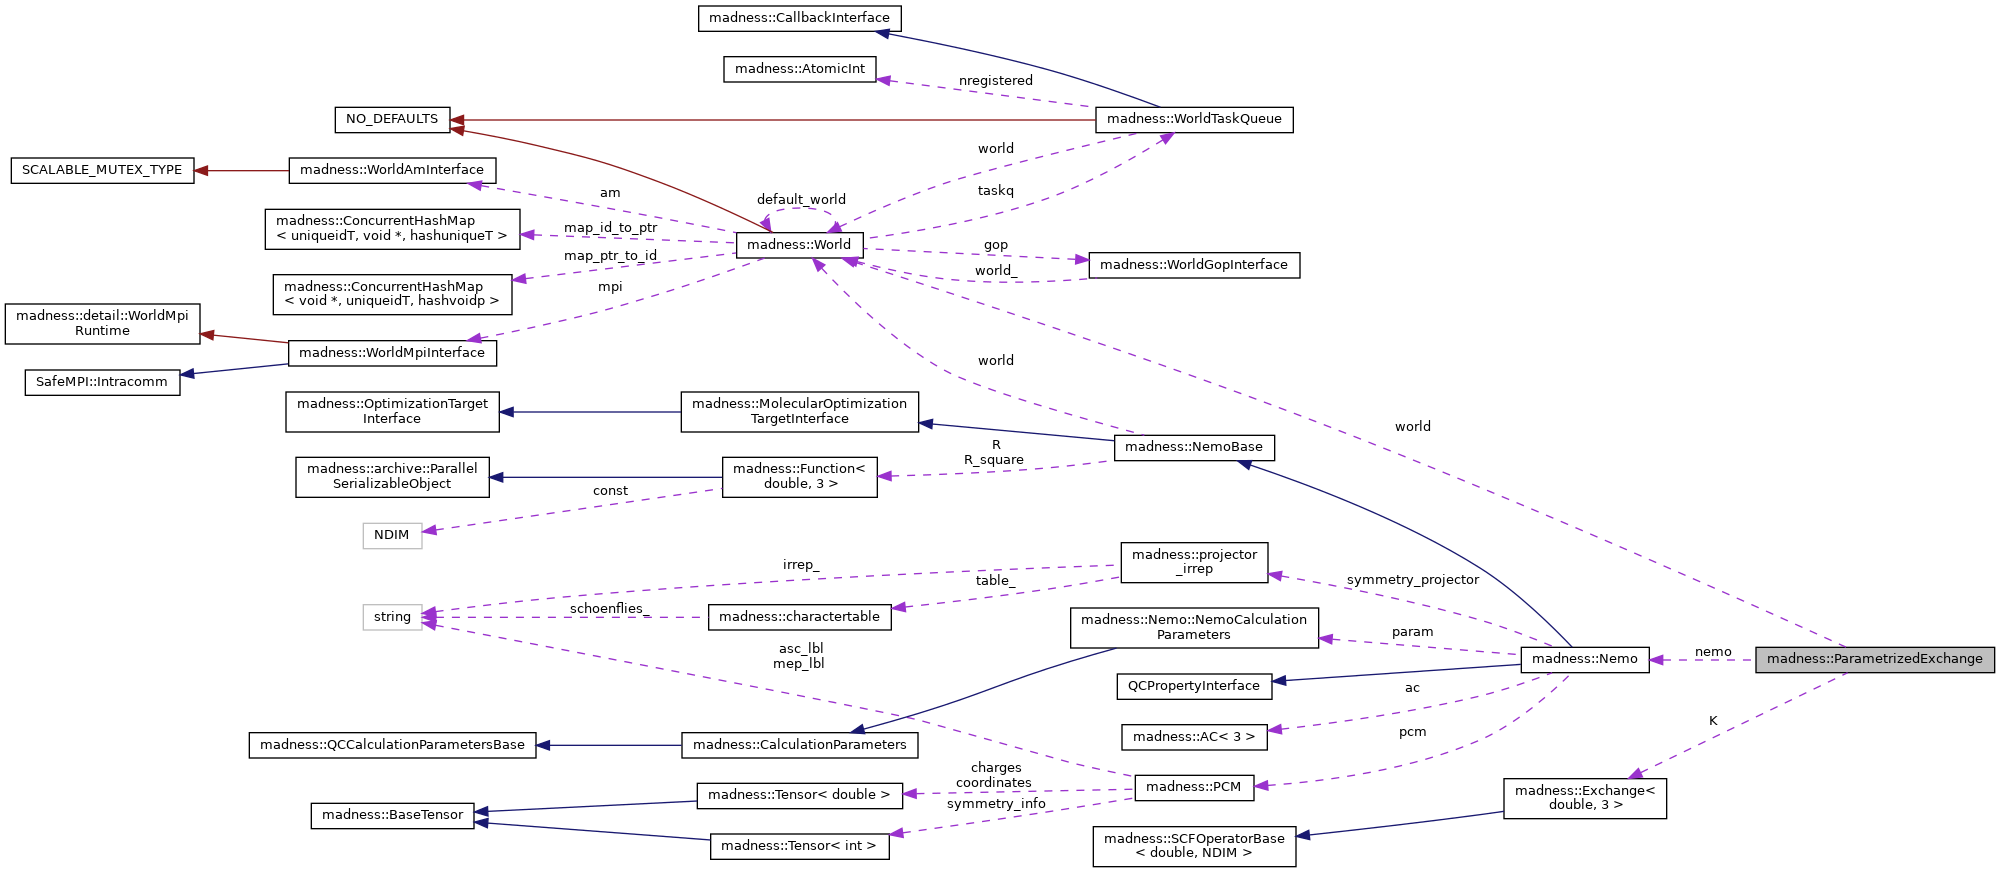 madness::CallbackInterface
madness::AtomicInt
nregistered
NO_DEFAULTS
madness::WorldTaskQueue
world
SCALABLE_MUTEX_TYPE
madness::WorldAmInterface
am
taskq
default_world
madness::ConcurrentHashMap
< uniqueidT, void *, hashuniqueT >
map_id_to_ptr
madness::World
gop
map_ptr_to_id
madness::WorldGopInterface
world_
madness::ConcurrentHashMap
< void *, uniqueidT, hashvoidp >
mpi
madness::detail::WorldMpi
Runtime
madness::WorldMpiInterface
world
SafeMPI::Intracomm
madness::OptimizationTarget
Interface
madness::MolecularOptimization
TargetInterface
world
madness::NemoBase
R
R_square
madness::archive::Parallel
SerializableObject
madness::Function<
double, 3 >
const
NDIM
madness::projector
_irrep
irrep_
table_
symmetry_projector
string
schoenflies_
madness::charactertable
madness::Nemo::NemoCalculation
Parameters
param
asc_lbl
mep_lbl
madness::Nemo
nemo
madness::ParametrizedExchange
QCPropertyInterface
ac
K
madness::AC< 3 >
pcm
madness::QCCalculationParametersBase
madness::CalculationParameters
charges
coordinates
madness::PCM
madness::Tensor< double >
symmetry_info
madness::Exchange<
double, 3 >
madness::BaseTensor
madness::Tensor< int >
madness::SCFOperatorBase
< double, NDIM >